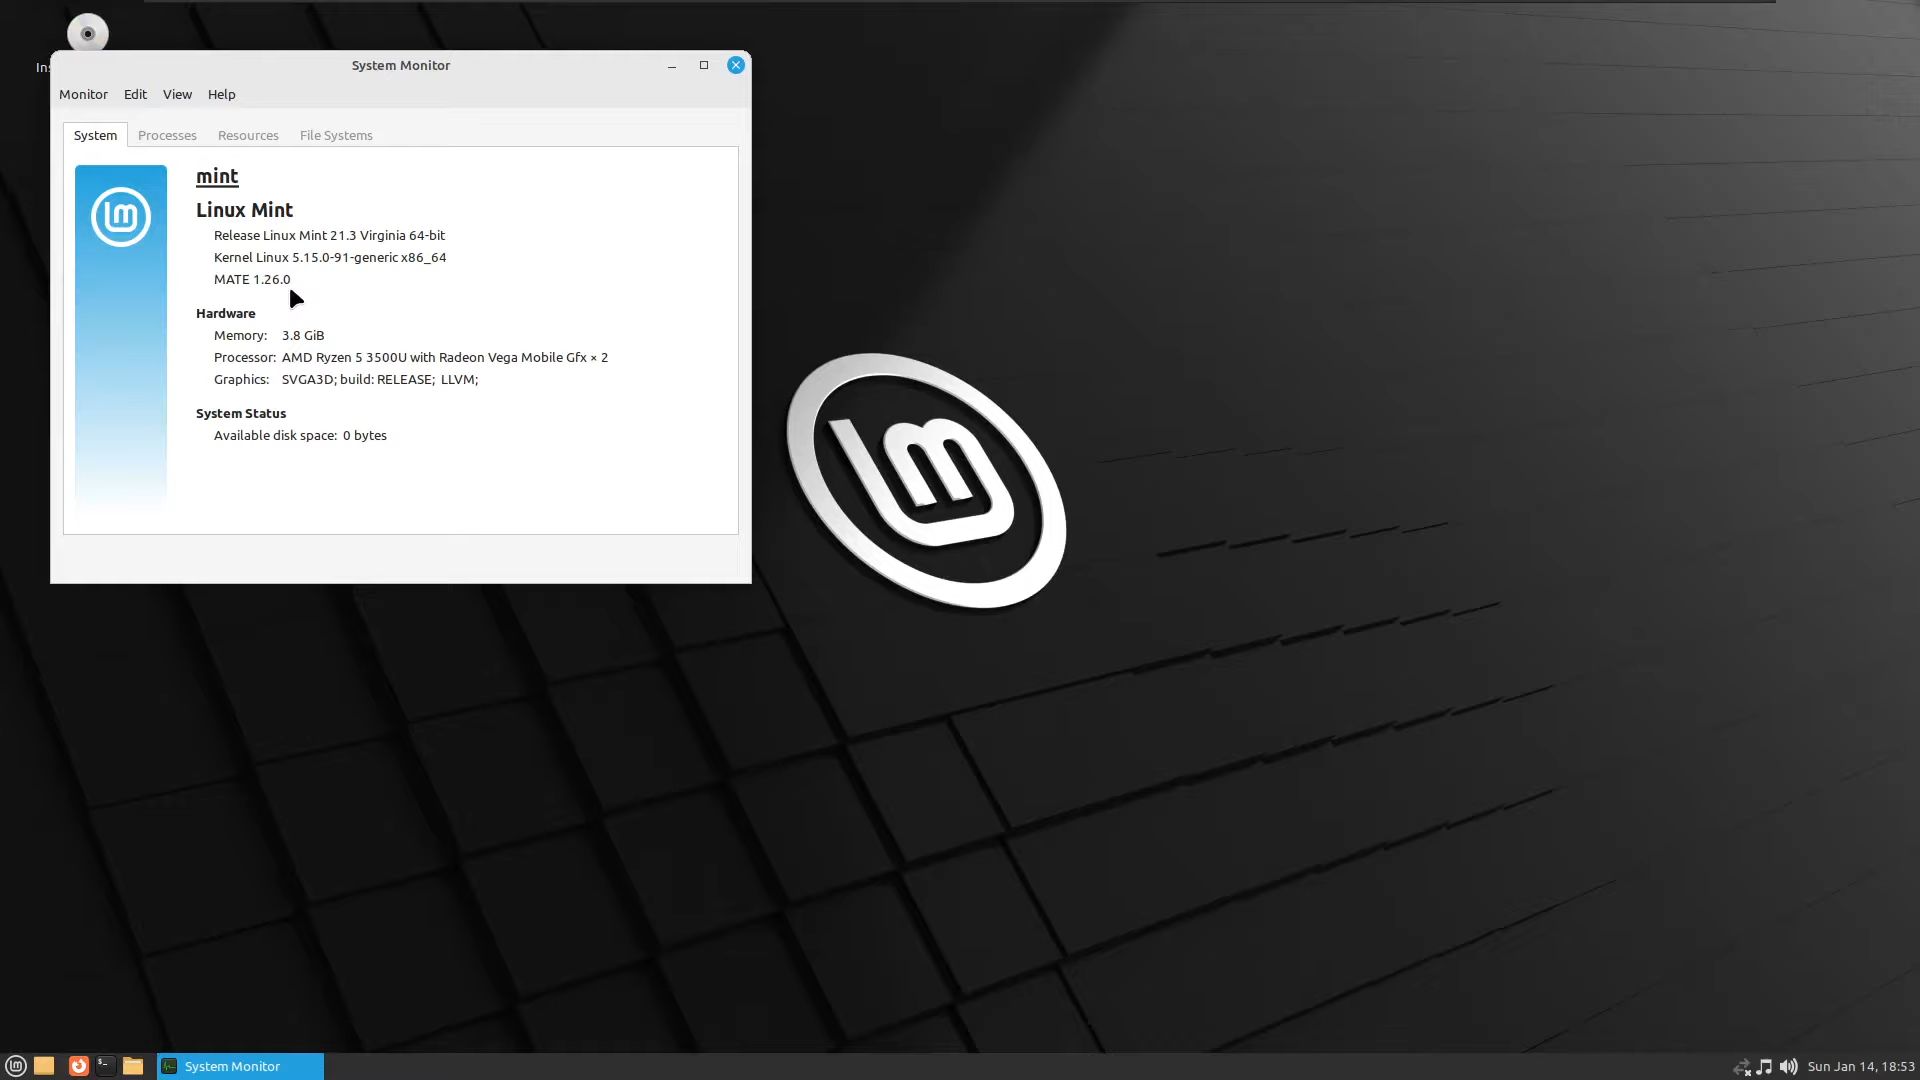 Ins
System Monitor
Monitor Edit View Help
System Processes Resources File Systems
mint
Linux Mint
Release Linux Mint 21.3 Virginia 64-bit
Kernel Linux 5.15.0-91-generic x86_64
MATE 1.26.0
Hardware
Memory: 3.8 GiB
Processor: AMD Ryzen 5 3500U with Radeon Vega Mobile Gfx × 2
Graphics: SVGA3D; build: RELEASE; LLVM;
System Status
Available disk space: 0 bytes
System Monitor
Sun Jan 14, 18:53